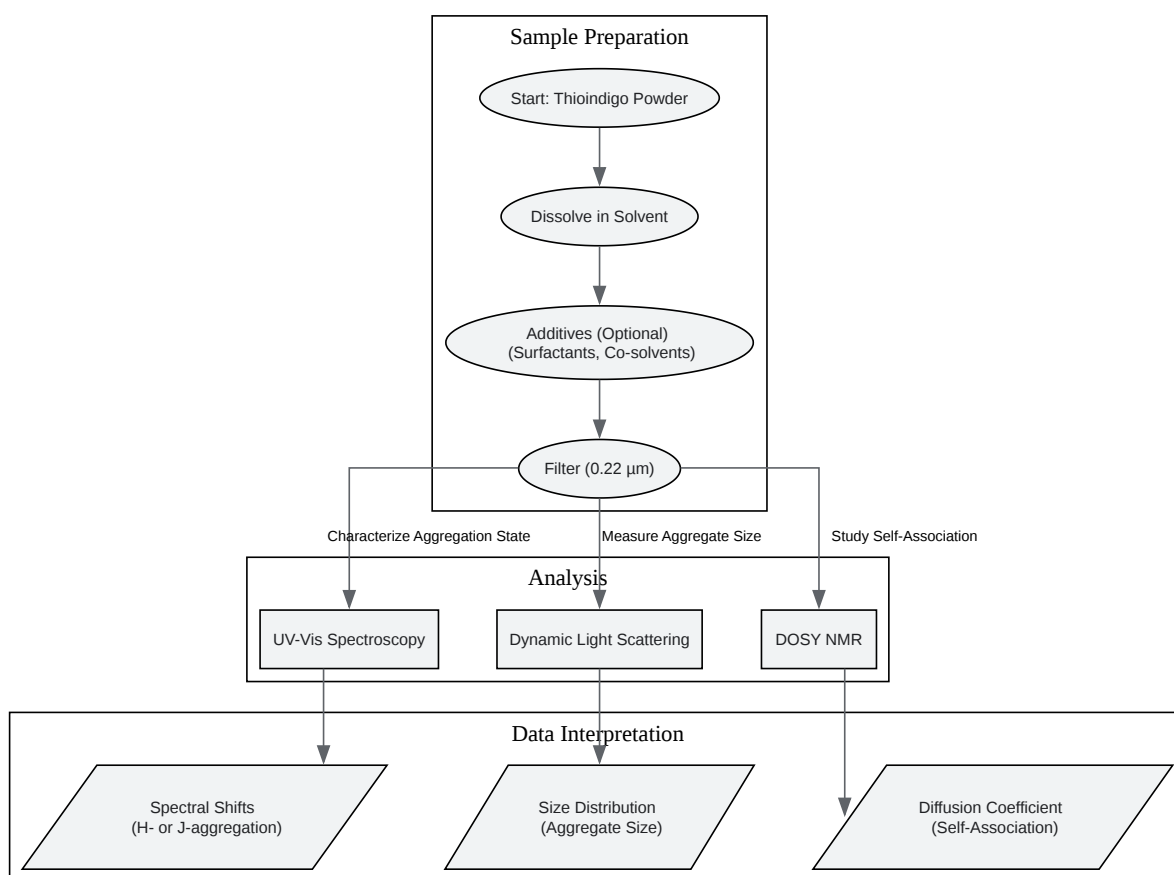 Sample Preparation
Start: Thioindigo Powder
Dissolve in Solvent
Additives (Optional)
(Surfactants, Co-solvents)
Filter (0.22 µm)
Characterize Aggregation State
Measure Aggregate Size
Study Self-Association
Analysis
UV-Vis Spectroscopy
Dynamic Light Scattering
DOSY NMR
Data Interpretation
Spectral Shifts
(H- or J-aggregation)
Size Distribution
(Aggregate Size)
Diffusion Coefficient
(Self-Association)